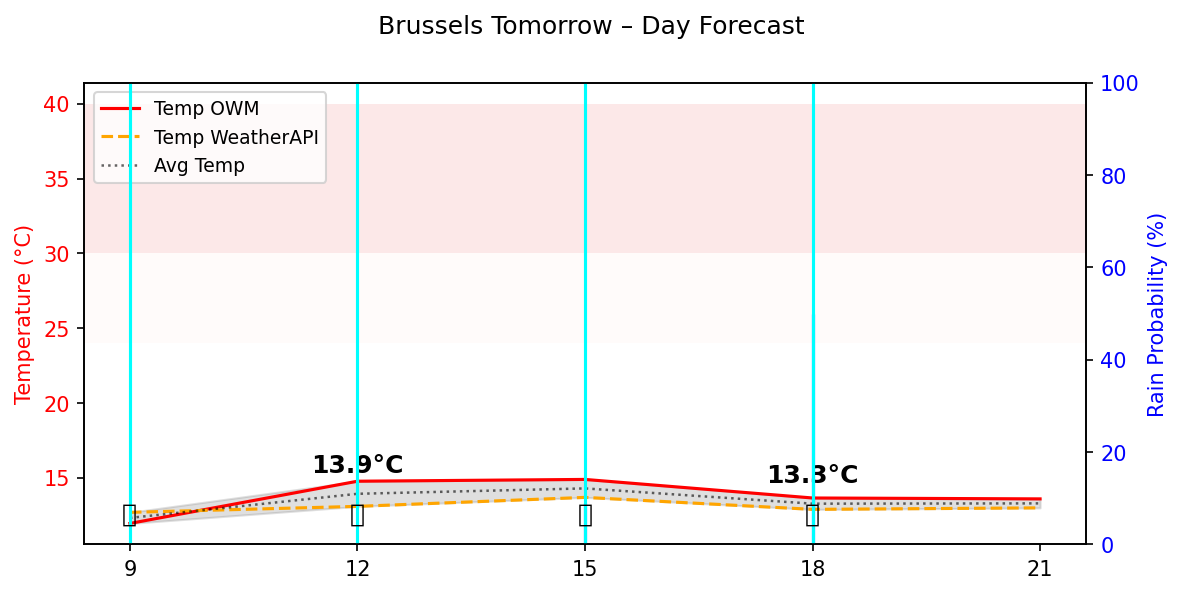 Brussels Tomorrow – Day Forecast
Temp OWM
Temp WeatherAPI
Avg Temp
Temperature (°C)
40
35
30
25
20
15
13.9°C
13.3°C
100
80
60
40
20
0
Rain Probability (%)
9
12
15
18
21